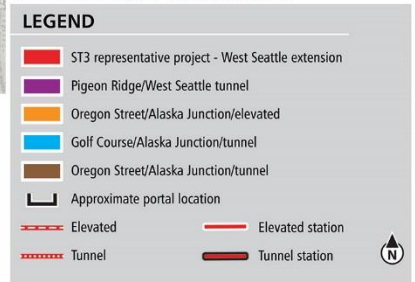 LEGEND
ST3 representative project - West Seattle extension
Pigeon Ridge/West Seattle tunnel
Oregon Street/Alaska Junction/elevated
Golf Course/Alaska Junction/tunnel
Oregon Street/Alaska Junction/tunnel
Approximate portal location
Elevated
Elevated station
Tunnel
Tunnel station
N